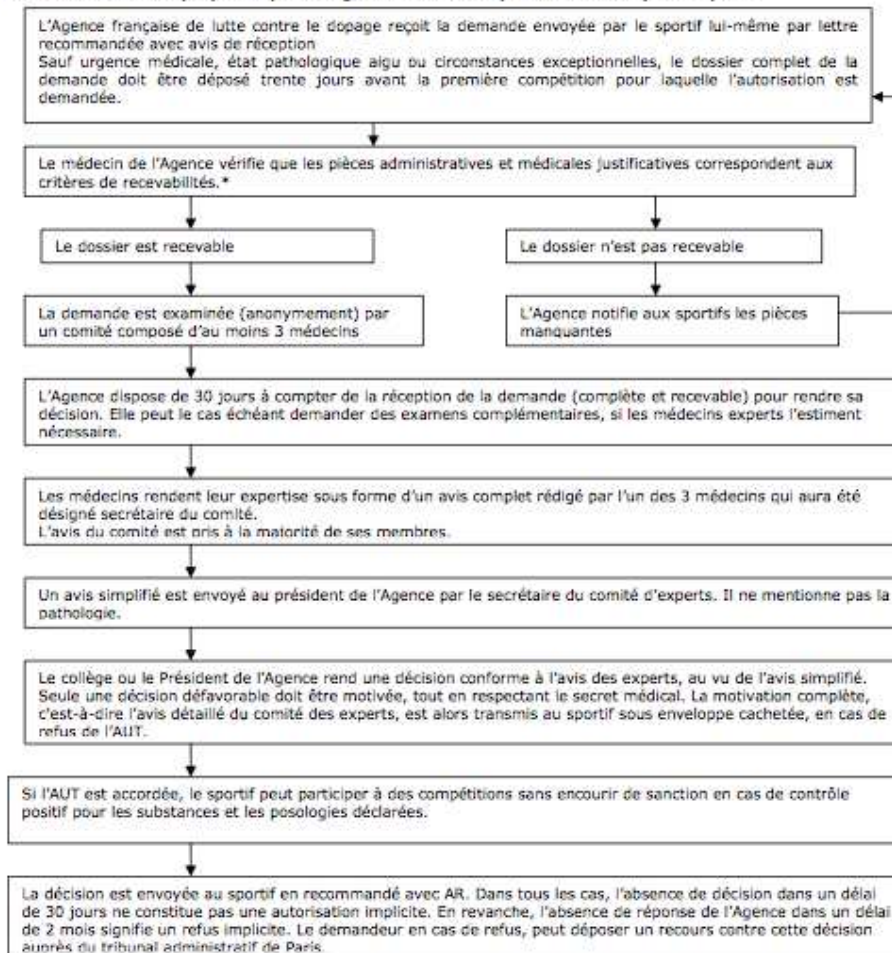 L'Agence française de lutte contre le dopage reçoit la demande envoyée par le sportif lui-même par lettre
recommandée avec avis de réception
Sauf urgence médicale, état pathologique aigu ou circonstances exceptionnelles, le dossier complet de la
demande doit être déposé trente jours avant la première compétition pour laquelle l'autorisation est
demandée.
Le médecin de l'Agence vérifie que les pièces administratives et médicales justificatives correspondent aux
critères de recevabilités.*
Le dossier est recevable
Le dossier n'est pas recevable
La demande est examinée (anonymement) par
un comité composé d'au moins 3 médecins
L'Agence notifie aux sportifs les pièces
manquantes
L'Agence dispose de 30 jours à compter de la réception de la demande (complète et recevable) pour rendre sa
décision. Elle peut le cas échéant demander des examens complémentaires, si les médecins experts l'estiment
nécessaire.
Les médecins rendent leur expertise sous forme d'un avis complet rédigé par l'un des 3 médecins qui aura été
désigné secrétaire du comité.
L'avis du comité est pris à la majorité de ses membres.
Un avis simplifié est envoyé au président de l'Agence par le secrétaire du comité d'experts. Il ne mentionne pas la
pathologie.
Le collège ou le Président de l'Agence rend une décision conforme à l'avis des experts, au vu de l'avis simplifié.
Seule une décision défavorable doit être motivée, tout en respectant le secret médical. La motivation complète,
c'est-à-dire l'avis détaillé du comité des experts, est alors transmis au sportif sous enveloppe cachetée, en cas de
refus de l'AUT.
Si l'AUT est accordée, le sportif peut participer à des compétitions sans encourir de sanction en cas de contrôle
positif pour les substances et les posologies déclarées.
La décision est envoyée au sportif en recommandé avec AR. Dans tous les cas, l'absence de décision dans un délai
de 30 jours ne constitue pas une autorisation implicite. En revanche, l'absence de réponse de l'Agence dans un délai
de 2 mois signifie un refus implicite. Le demandeur en cas de refus, peut déposer un recours contre cette décision
auprès du tribunal administratif de Paris.